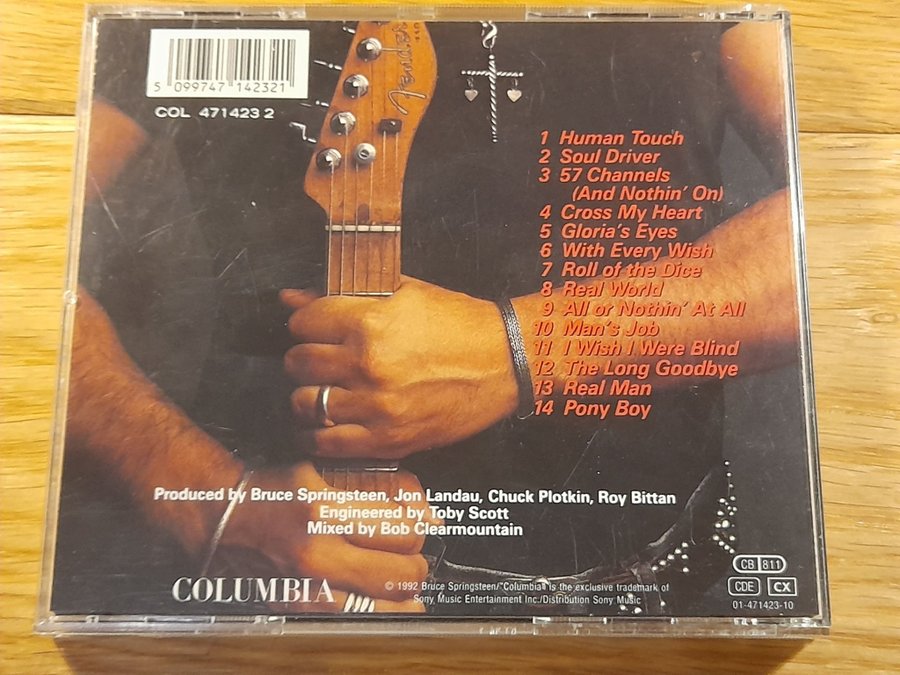 5 099747 142321
COL 471423 2
Fender
1 Human Touch
2 Soul Driver
3 57 Channels
(And Nothin' On)
4 Cross My Heart
5 Gloria's Eyes
6 With Every Wish
7 Roll of the Dice
8 Real World
9 All or Nothin' At All
10 Man's Job
11 I Wish I Were Blind
12 The Long Goodbye
13 Real Man
14 Pony Boy
Produced by Bruce Springsteen, Jon Landau, Chuck Plotkin, Roy Bittan
Engineered by Toby Scott
Mixed by Bob Clearmountain
COLUMBIA
© 1992 Bruce Springsteen/"Columbia" is the exclusive trademark of
Sony Music Entertainment Inc./Distribution Sony Music
CB 811
CDE CX
01-471423-10